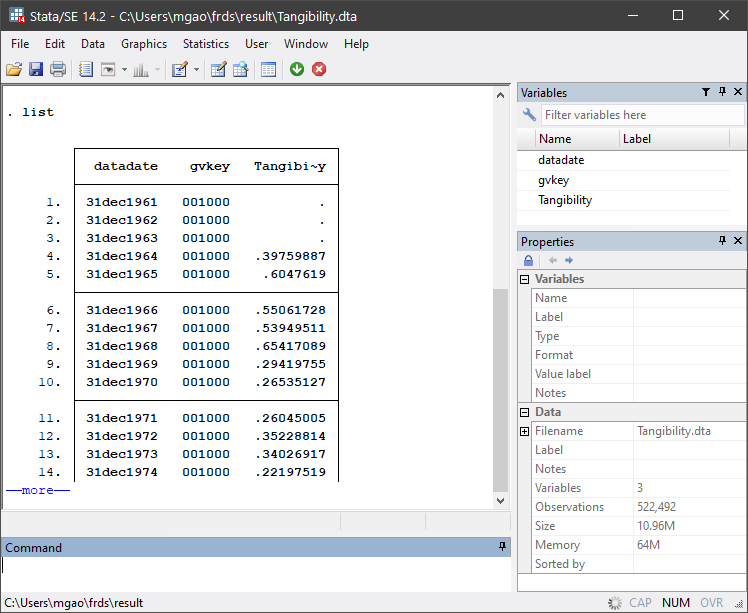 Stata/SE 14.2 - C:\Users\mgao\frds\result\Tangibility.dta
File Edit Data Graphics Statistics User Window Help
. list
datadate gvkey Tangibi~y
1. 31dec1961 001000 .
2. 31dec1962 001000 .
3. 31dec1963 001000 .
4. 31dec1964 001000 .39759887
5. 31dec1965 001000 .6047619
6. 31dec1966 001000 .55061728
7. 31dec1967 001000 .53949511
8. 31dec1968 001000 .65417089
9. 31dec1969 001000 .29419755
10. 31dec1970 001000 .26535127
11. 31dec1971 001000 .26045005
12. 31dec1972 001000 .35228814
13. 31dec1973 001000 .34026917
14. 31dec1974 001000 .22197519
—more—
Command
Variables
Filter variables here
Name Label
datadate
gvkey
Tangibility
Properties
Variables
Name
Label
Type
Format
Value label
Notes
Data
Filename Tangibility.dta
Label
Notes
Variables 3
Observations 522,492
Size 10.96M
Memory 64M
Sorted by
C:\Users\mgao\frds\result
CAP NUM OVR